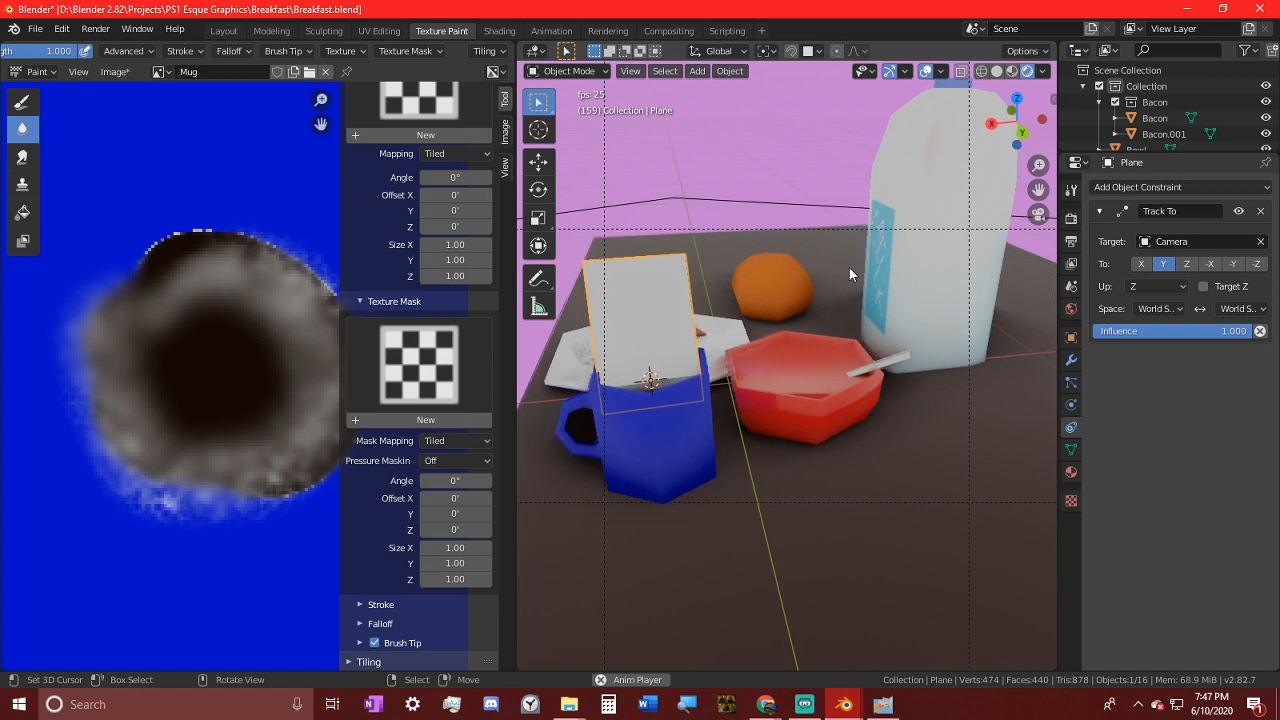 Blender* [D:\Blender 2.82\Projects\PS1 Esque Graphics\Breakfast\Breakfast.blend]
File Edit Render Window Help Layout Modeling Sculpting UV Editing Texture Paint Shading Animation Rendering Compositing Scripting Scene View Layer
gth 1.000 Advanced Stroke Falloff Brush Tip Texture Texture Mask Tiling Global Options
Paint View Image* Mug Object Mode View Select Add Object
Scene Collection
Collection
Bacon
Bacon
Bacon.001
Bowl
fps: 25
(159) Collection | Plane
Z
X
Y
Tool
Image
View
New
Mapping Tiled
Angle 0°
Offset X 0'
Y 0'
Z 0'
Size X 1.00
Y 1.00
Z 1.00
Texture Mask
New
Mask Mapping Tiled
Pressure Maskin Off
Angle 0°
Offset X 0'
Y 0'
Z 0'
Size X 1.00
Y 1.00
Z 1.00
Stroke
Falloff
Brush Tip
Tiling
Plane
Add Object Constraint
Track To
Target: Camera
To: X Y Z -X -Y -Z
Up: Z Target Z
Space: World S.. World S..
Influence 1.000
Set 3D Cursor Box Select Rotate View Select Move Anim Player Collection | Plane | Verts:474 | Faces:440 | Tris:878 | Objects:1/16 | Mem: 68.9 MiB | v2.82.7
Search
7:47 PM
6/10/2020